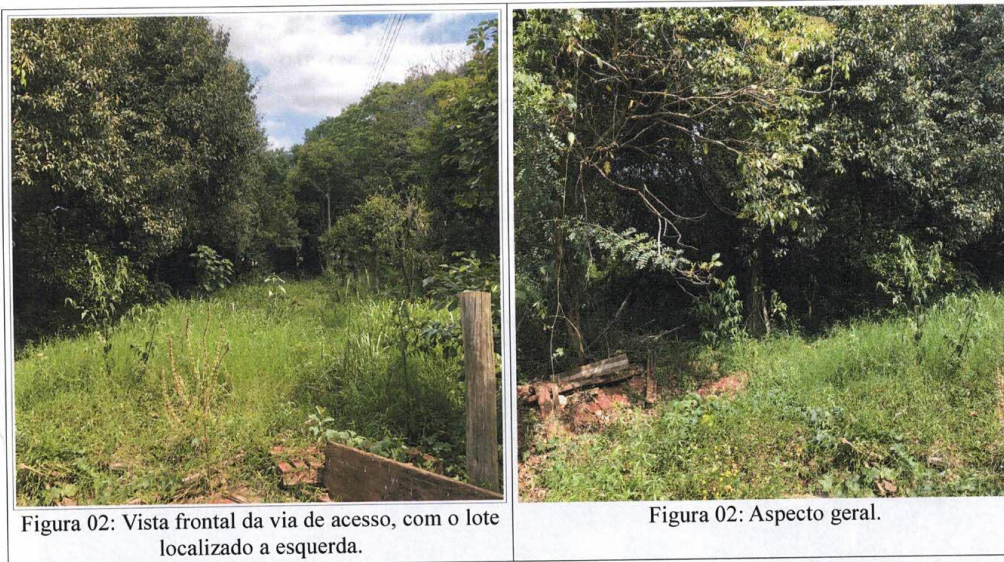 Figura 02: Vista frontal da via de acesso, com o lote
localizado a esquerda.
Figura 02: Aspecto geral.